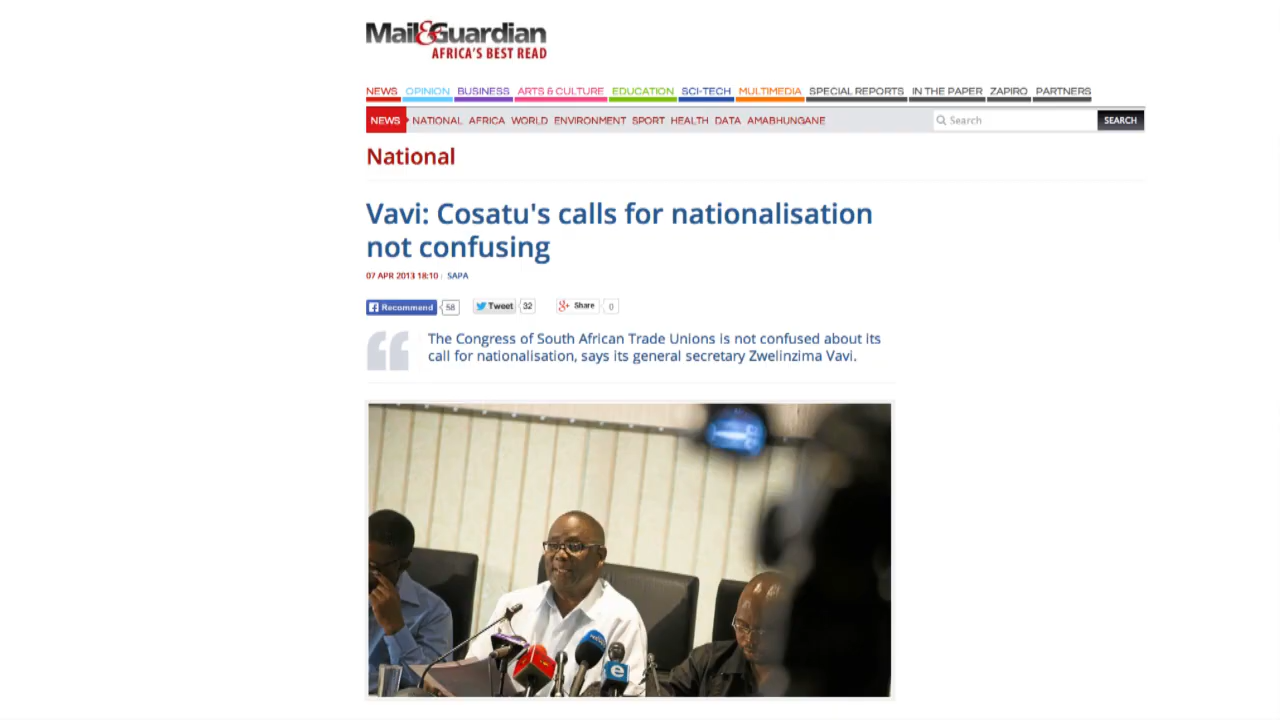 Mail&Guardian
AFRICA'S BEST READ
NEWS OPINION BUSINESS ARTS & CULTURE EDUCATION SCI-TECH MULTIMEDIA SPECIAL REPORTS IN THE PAPER ZAPIRO PARTNERS
NEWS NATIONAL AFRICA WORLD ENVIRONMENT SPORT HEALTH DATA AMABHUNGANE Search SEARCH
National
Vavi: Cosatu's calls for nationalisation
not confusing
07 APR 2013 18:10 | SAPA
Recommend 58 Tweet 32 Share 0
The Congress of South African Trade Unions is not confused about its
call for nationalisation, says its general secretary Zwelinzima Vavi.
e